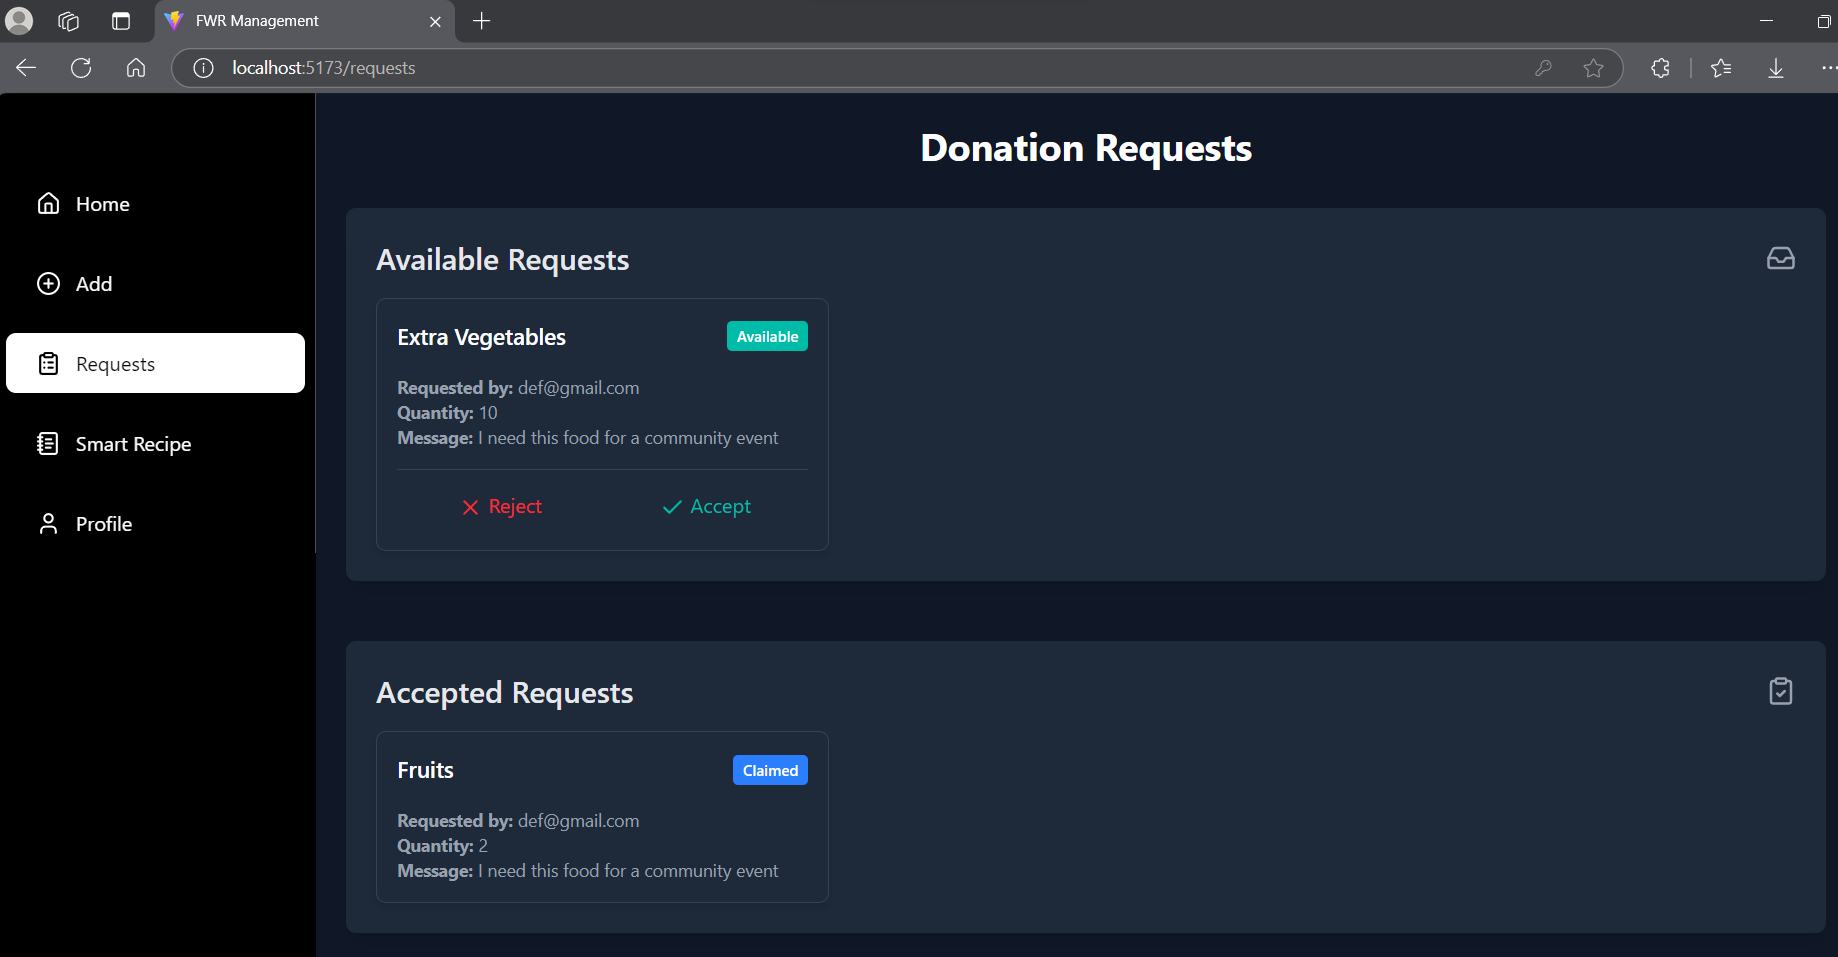 FWR Management
localhost:5173/requests
Home
Add
Requests
Smart Recipe
Profile
Donation Requests
Available Requests
Extra Vegetables
Available
Requested by: def@gmail.com
Quantity: 10
Message: I need this food for a community event
Reject
Accept
Accepted Requests
Fruits
Claimed
Requested by: def@gmail.com
Quantity: 2
Message: I need this food for a community event